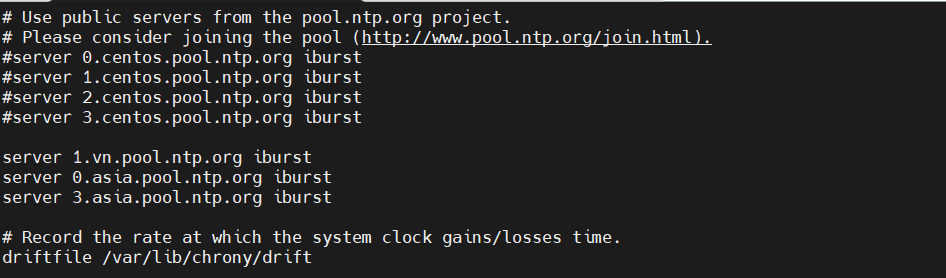 # Use public servers from the pool.ntp.org project.
# Please consider joining the pool (http://www.pool.ntp.org/join.html).
#server 0.centos.pool.ntp.org iburst
#server 1.centos.pool.ntp.org iburst
#server 2.centos.pool.ntp.org iburst
#server 3.centos.pool.ntp.org iburst

server 1.vn.pool.ntp.org iburst
server 0.asia.pool.ntp.org iburst
server 3.asia.pool.ntp.org iburst

# Record the rate at which the system clock gains/losses time.
driftfile /var/lib/chrony/drift